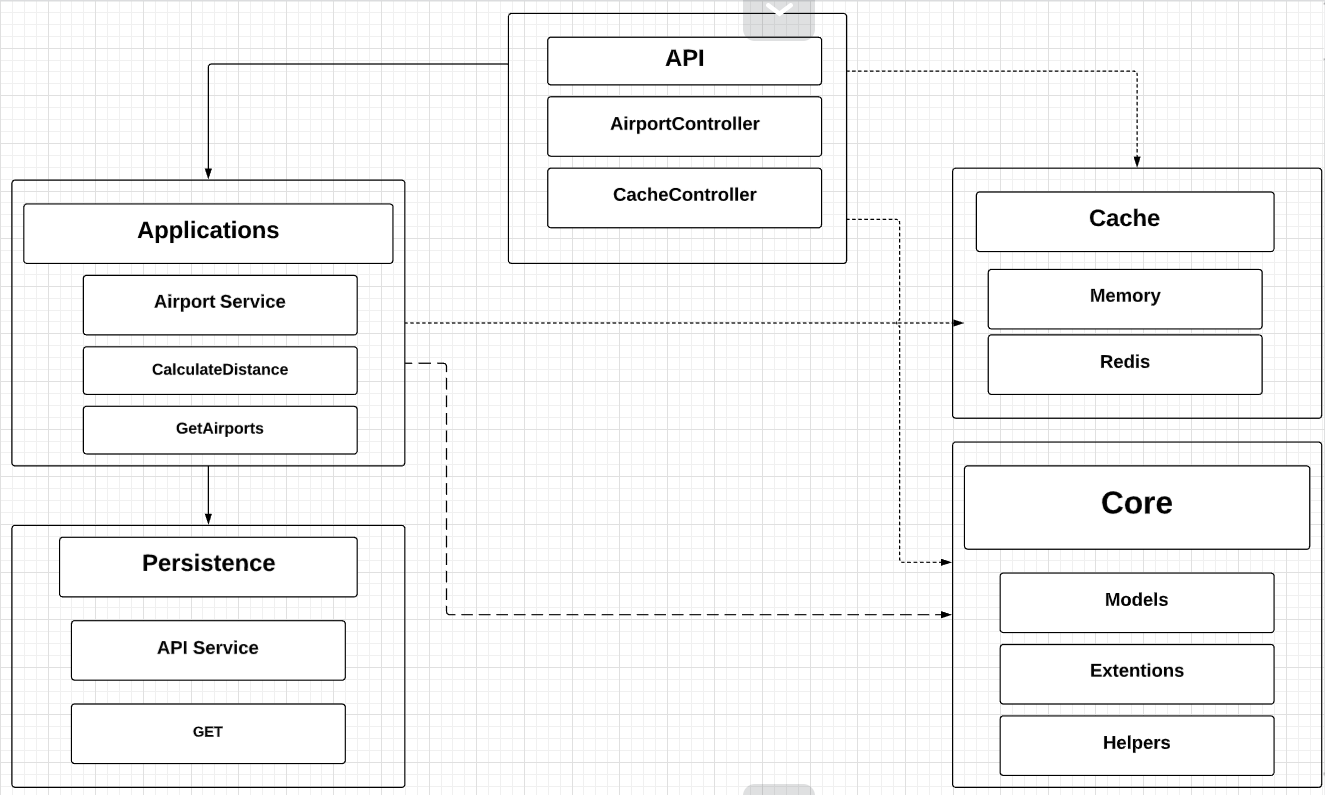 API
AirportController
CacheController
Applications
Airport Service
CalculateDistance
GetAirports
Persistence
API Service
GET
Cache
Memory
Redis
Core
Models
Extentions
Helpers